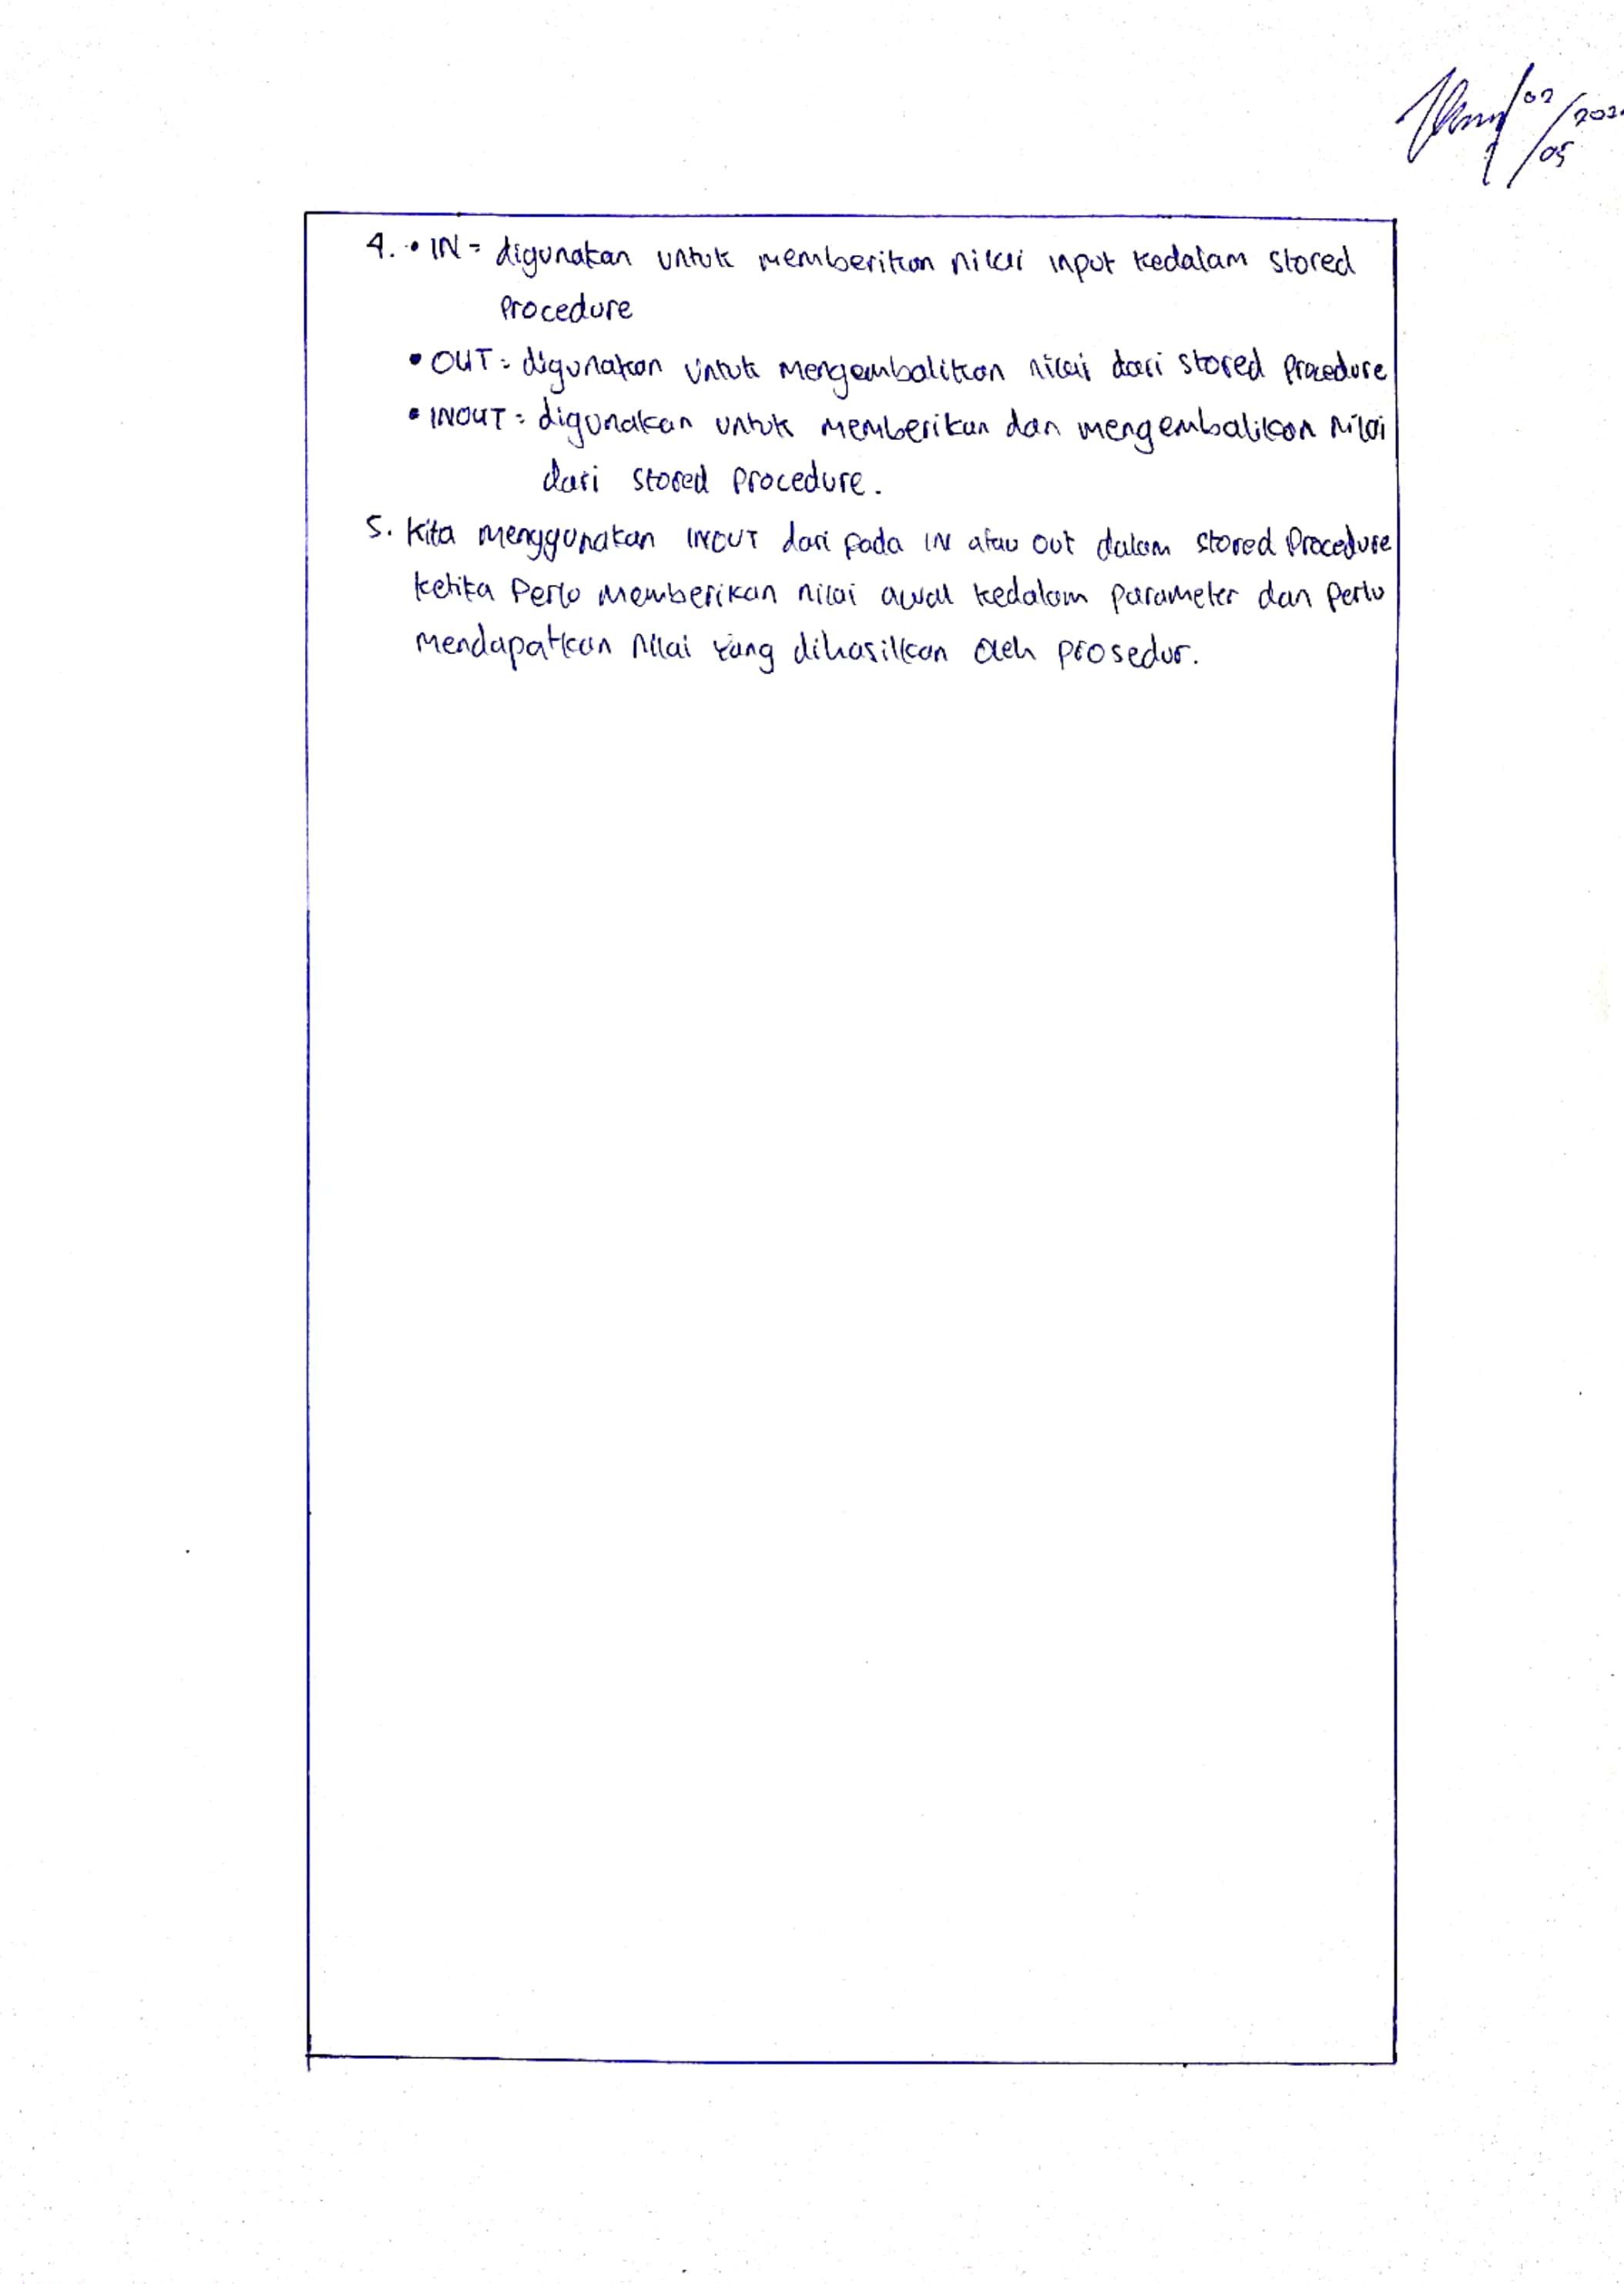 02/05/202
4. • IN = digunakan untuk memberikan nilai input kedalam stored
Procedure
• OUT : digunakan untuk mengembalikan nilai dari stored procedure
• INOUT : digunakan untuk memberikan dan mengembalikan nilai
dari stored procedure.
5. Kita menggunakan INOUT dari pada IN atau OUT dalam stored Procedure
ketika perlu memberikan nilai awal kedalam parameter dan perlu
mendapatkan nilai yang dihasilkan oleh prosedur.